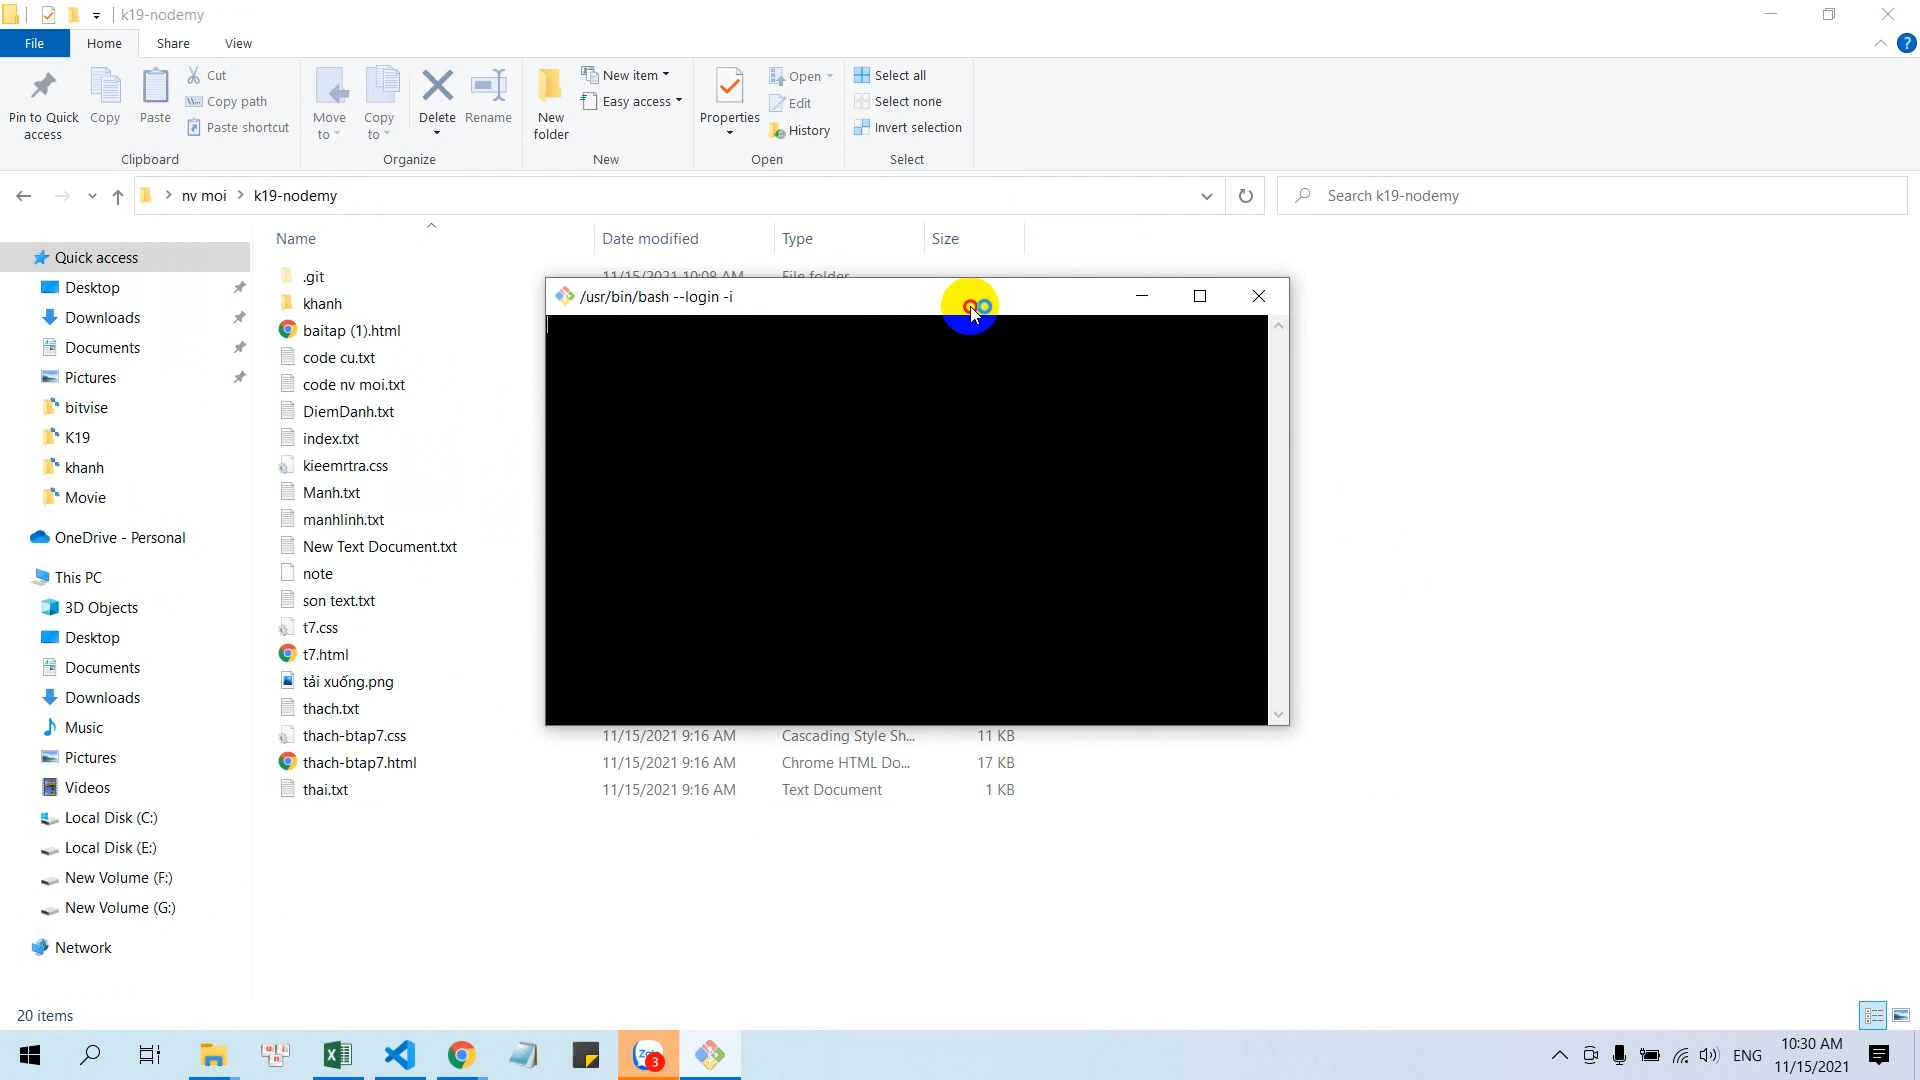 k19-nodemy
File Home Share View
Pin to Quick access
Copy
Paste
Cut
Copy path
Paste shortcut
Clipboard
Move to
Copy to
Delete
Rename
Organize
New folder
New item
Easy access
New
Properties
Open
Edit
History
Open
Select all
Select none
Invert selection
Select
nv moi > k19-nodemy
Search k19-nodemy
Name Date modified Type Size
Quick access
Desktop
Downloads
Documents
Pictures
bitvise
K19
khanh
Movie
OneDrive - Personal
This PC
3D Objects
Desktop
Documents
Downloads
Music
Pictures
Videos
Local Disk (C:)
Local Disk (E:)
New Volume (F:)
New Volume (G:)
Network
.git 11/15/2021 10:08 AM File folder
khanh
baitap (1).html
code cu.txt
code nv moi.txt
DiemDanh.txt
index.txt
kieemrtra.css
Manh.txt
manhlinh.txt
New Text Document.txt
note
son text.txt
t7.css
t7.html
tải xuống.png
thach.txt
thach-btap7.css 11/15/2021 9:16 AM Cascading Style Sh... 11 KB
thach-btap7.html 11/15/2021 9:16 AM Chrome HTML Do... 17 KB
thai.txt 11/15/2021 9:16 AM Text Document 1 KB
/usr/bin/bash --login -i
20 items
3
ENG
10:30 AM
11/15/2021